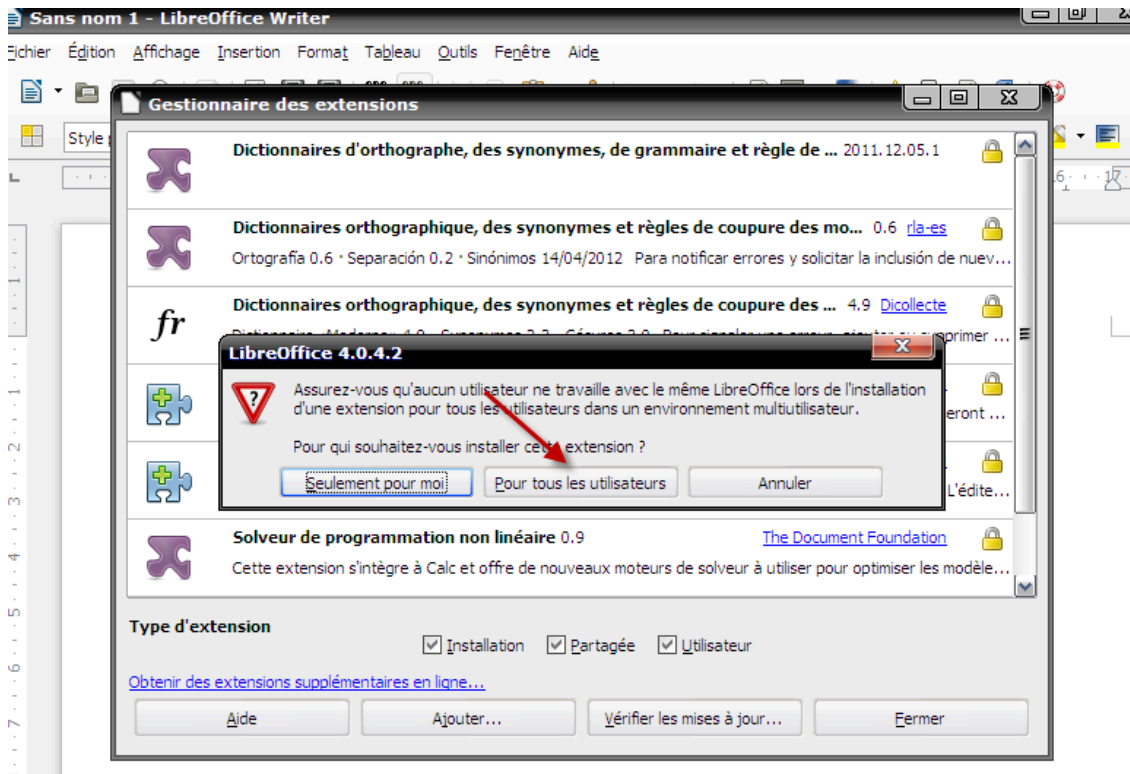 Sans nom 1 - LibreOffice Writer
Fichier Édition Affichage Insertion Format Tableau Outils Fenêtre Aide
Gestionnaire des extensions
Style
Dictionnaires d'orthographe, des synonymes, de grammaire et règle de ... 2011.12.05.1
Dictionnaires orthographique, des synonymes et règles de coupure des mo... 0.6 rla-es
Ortografía 0.6 · Separación 0.2 · Sinónimos 14/04/2012 Para notificar errores y solicitar la inclusión de nuev...
fr
Dictionnaires orthographique, des synonymes et règles de coupure des ... 4.9 Dicollecte
primer ...
LibreOffice 4.0.4.2
Assurez-vous qu'aucun utilisateur ne travaille avec le même LibreOffice lors de l'installation
d'une extension pour tous les utilisateurs dans un environnement multiutilisateur.
eront ...
Pour qui souhaitez-vous installer cette extension ?
Seulement pour moi Pour tous les utilisateurs Annuler
L'édite...
Solveur de programmation non linéaire 0.9 The Document Foundation
Cette extension s'intègre à Calc et offre de nouveaux moteurs de solveur à utiliser pour optimiser les modèle...
Type d'extension
Installation Partagée Utilisateur
Obtenir des extensions supplémentaires en ligne...
Aide Ajouter... Vérifier les mises à jour... Fermer